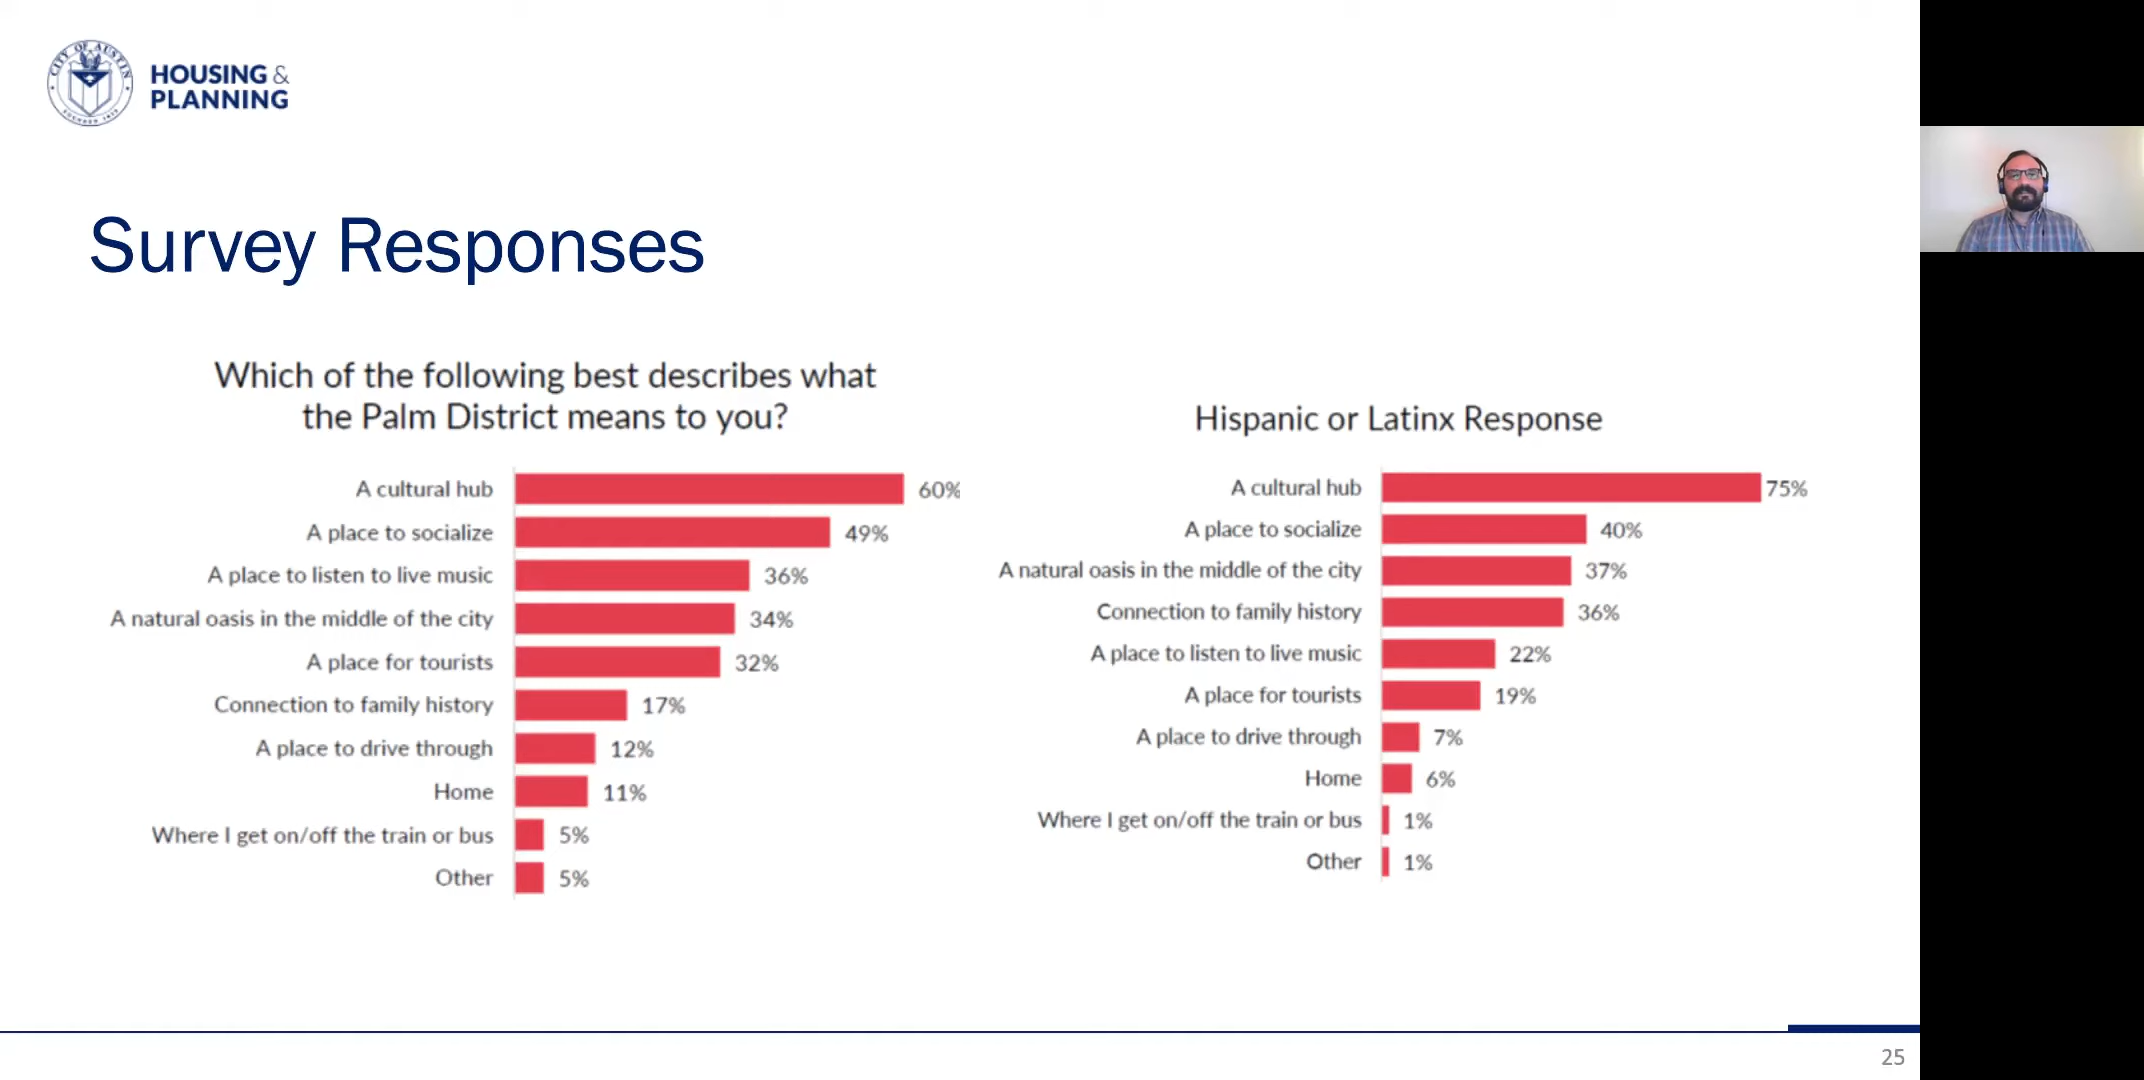 CITY OF AUSTIN
FOUNDED 1839
HOUSING &
PLANNING
Survey Responses
Which of the following best describes what
the Palm District means to you?
A cultural hub 60%
A place to socialize 49%
A place to listen to live music 36%
A natural oasis in the middle of the city 34%
A place for tourists 32%
Connection to family history 17%
A place to drive through 12%
Home 11%
Where I get on/off the train or bus 5%
Other 5%
Hispanic or Latinx Response
A cultural hub 75%
A place to socialize 40%
A natural oasis in the middle of the city 37%
Connection to family history 36%
A place to listen to live music 22%
A place for tourists 19%
A place to drive through 7%
Home 6%
Where I get on/off the train or bus 1%
Other 1%
25